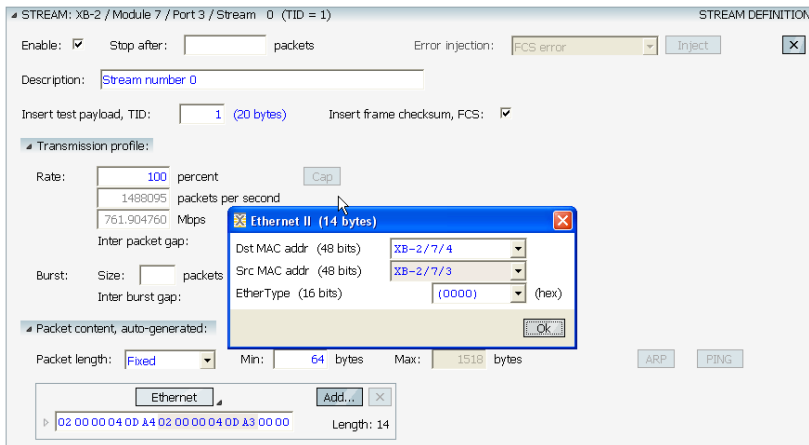 STREAM: XB-2 / Module 7 / Port 3 / Stream 0 (TID = 1) STREAM DEFINITION
Enable: Stop after: packets Error injection: FCS error Inject X
Description: Stream number 0
Insert test payload, TID: 1 (20 bytes) Insert frame checksum, FCS:
Transmission profile:
Rate: 100 percent Cap
1488095 packets per second
761.904760 Mbps
Inter packet gap:
Burst: Size: packets
Inter burst gap:
Ethernet II (14 bytes)
Dst MAC addr (48 bits) XB-2/7/4
Src MAC addr (48 bits) XB-2/7/3
EtherType (16 bits) (0000) (hex)
Ok
Packet content, auto-generated:
Packet length: Fixed Min: 64 bytes Max: 1518 bytes ARP PING
Ethernet Add... X
02 00 00 04 0D A4 02 00 00 04 0D A3 00 00 Length: 14